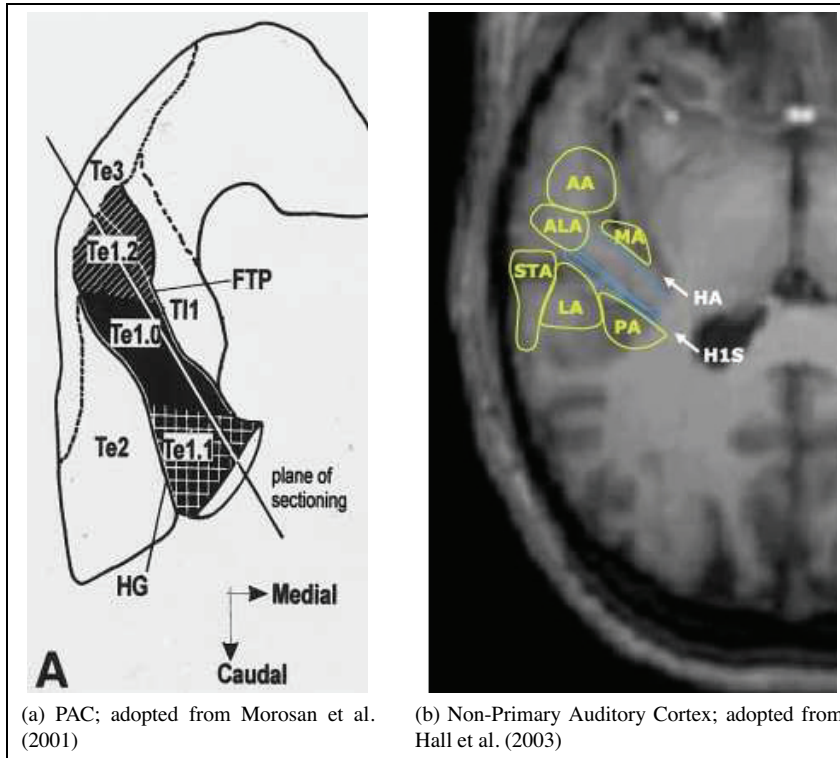 Te3
Te1.2
FTP
TI1
Te1.0
Te2
Te1.1
plane of
sectioning
HG
Medial
Caudal
A
(a) PAC; adopted from Morosan et al.
(2001)
AA
ALA
MA
STA
HA
LA
PA
H1S
(b) Non-Primary Auditory Cortex; adopted from
Hall et al. (2003)